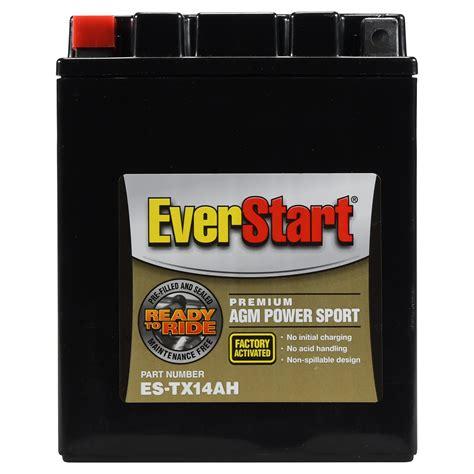 EverStart®
PRE-FILLED AND SEALED
READY
TO RIDE
MAINTENANCE FREE
PREMIUM
AGM POWER SPORT
FACTORY
ACTIVATED
• No initial charging
• No acid handling
• Non-spillable design
PART NUMBER
ES-TX14AH